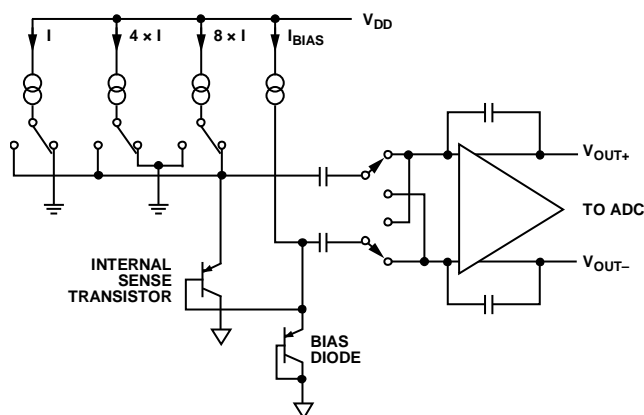 V_DD
I
4 × I
8 × I
I_BIAS
V_OUT+
TO ADC
V_OUT–
INTERNAL
SENSE
TRANSISTOR
BIAS
DIODE